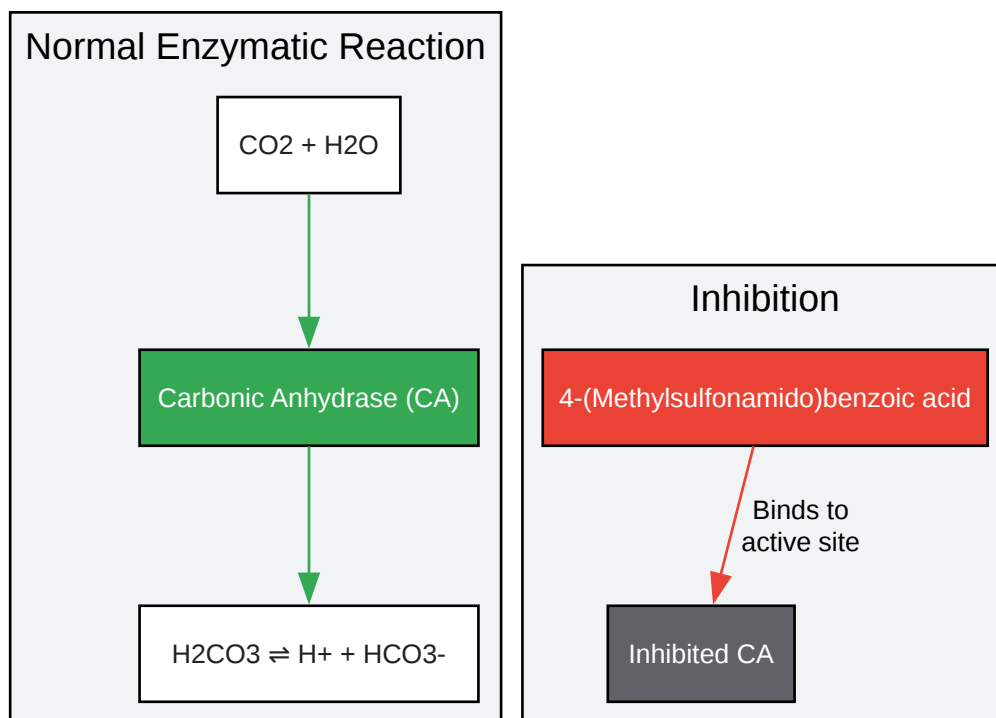 Normal Enzymatic Reaction
CO2 + H2O
Carbonic Anhydrase (CA)
H2CO3 ⇌ H+ + HCO3-
Inhibition
4-(Methylsulfonamido)benzoic acid
Binds to
active site
Inhibited CA